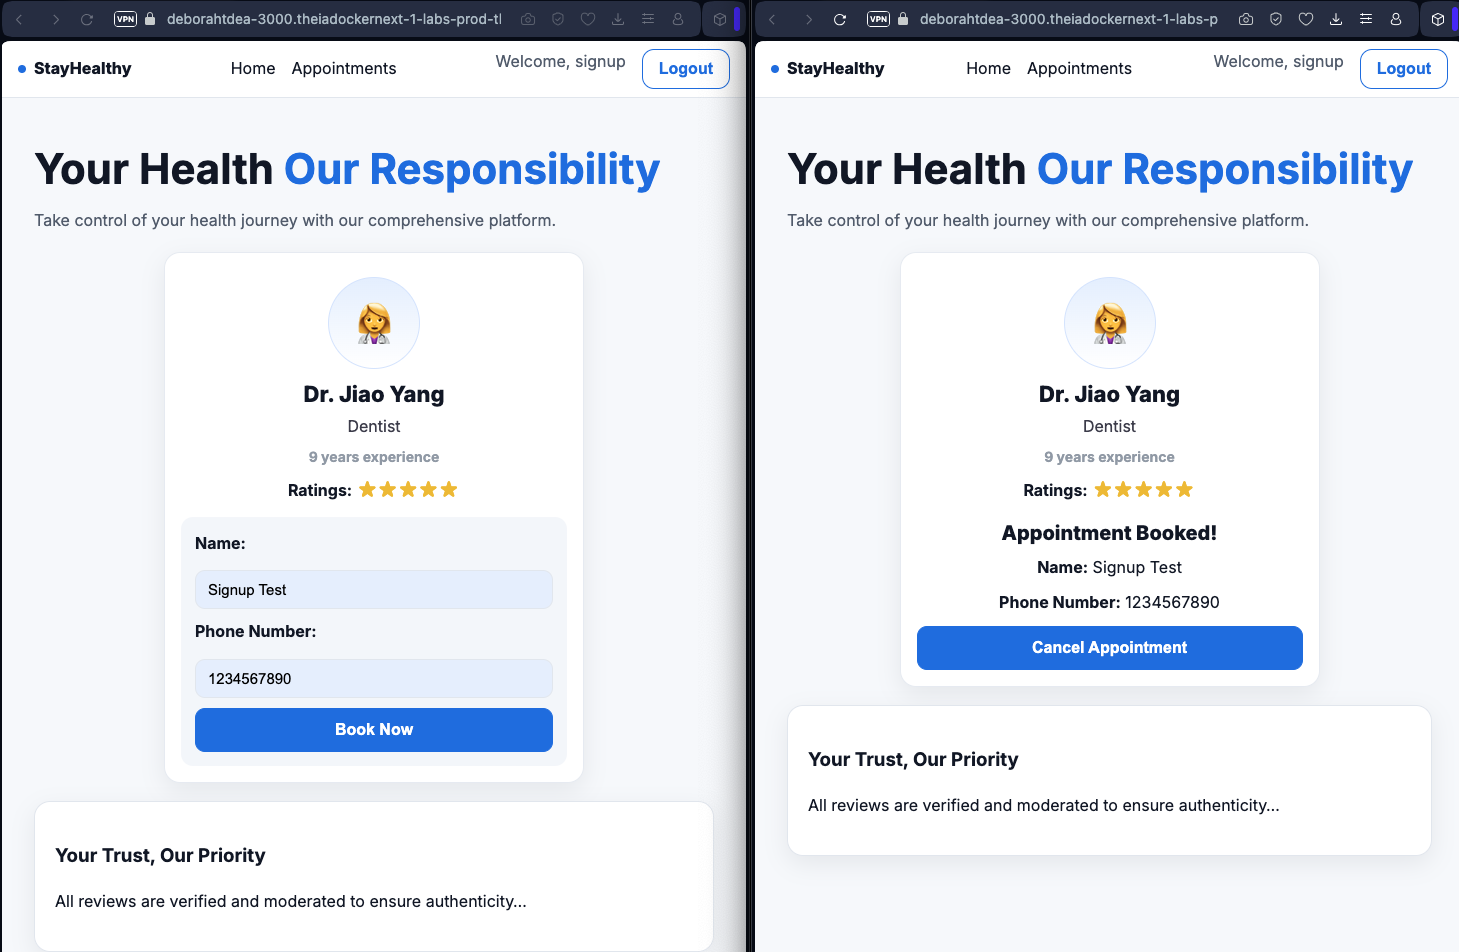 VPN deborahtdea-3000.theiadockernext-1-labs-prod-tl
StayHealthy Home Appointments Welcome, signup Logout
Your Health Our Responsibility
Take control of your health journey with our comprehensive platform.
Dr. Jiao Yang
Dentist
9 years experience
Ratings:
Name:
Signup Test
Phone Number:
1234567890
Book Now
Your Trust, Our Priority
All reviews are verified and moderated to ensure authenticity...
VPN deborahtdea-3000.theiadockernext-1-labs-p
StayHealthy Home Appointments Welcome, signup Logout
Your Health Our Responsibility
Take control of your health journey with our comprehensive platform.
Dr. Jiao Yang
Dentist
9 years experience
Ratings:
Appointment Booked!
Name: Signup Test
Phone Number: 1234567890
Cancel Appointment
Your Trust, Our Priority
All reviews are verified and moderated to ensure authenticity...